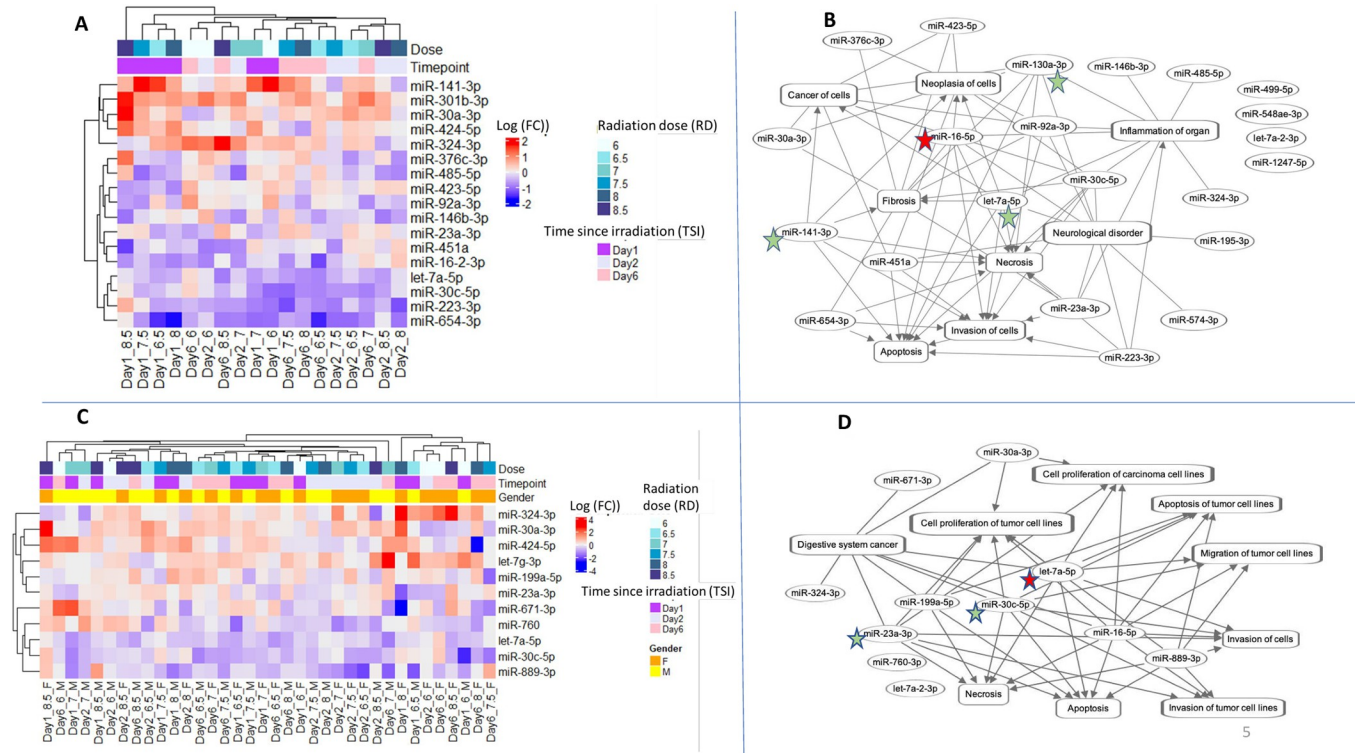 A
Dose
Timepoint
miR-141-3p
miR-301b-3p
miR-30a-3p
miR-424-5p
miR-324-3p
miR-376c-3p
miR-485-5p
miR-423-5p
miR-92a-3p
miR-146b-3p
miR-23a-3p
miR-451a
miR-16-2-3p
let-7a-5p
miR-30c-5p
miR-223-3p
miR-654-3p
Day1_8.5
Day1_7.5
Day1_6.5
Day1_8
Day6_6
Day2_6
Day6_8.5
Day2_7
Day1_7
Day1_6
Day6_7.5
Day6_8
Day6_6.5
Day2_7.5
Day2_6.5
Day6_7
Day2_8.5
Day2_8
Log (FC))
2
1
0
-1
-2
Radiation dose (RD)
6
6.5
7
7.5
8
8.5
Time since irradiation (TSI)
Day1
Day2
Day6
B
miR-423-5p
miR-376c-3p
miR-130a-3p
miR-146b-3p
miR-485-5p
Neoplasia of cells
Cancer of cells
miR-499-5p
miR-548ae-3p
let-7a-2-3p
miR-1247-5p
miR-30a-3p
miR-16-5p
miR-92a-3p
Inflammation of organ
miR-30c-5p
Fibrosis
let-7a-5p
miR-324-3p
miR-141-3p
Neurological disorder
miR-195-3p
miR-451a
Necrosis
miR-23a-3p
miR-654-3p
miR-574-3p
Invasion of cells
Apoptosis
miR-223-3p
C
Dose
Timepoint
Gender
miR-324-3p
miR-30a-3p
miR-424-5p
let-7g-3p
miR-199a-5p
miR-23a-3p
miR-671-3p
miR-760
let-7a-5p
miR-30c-5p
miR-889-3p
Day1_8.5_F
Day6_6_M
Day1_7_M
Day2_7_M
Log (FC))
4
2
0
-2
-4
Radiation
dose (RD)
6
6.5
7
7.5
8
8.5
Time since irradiation (TSI)
Day1
Day2
Day6
Gender
F
M
D
miR-30a-3p
miR-671-3p
Cell proliferation of carcinoma cell lines
Apoptosis of tumor cell lines
Cell proliferation of tumor cell lines
Digestive system cancer
Migration of tumor cell lines
let-7a-5p
miR-324-3p
miR-199a-5p
miR-30c-5p
miR-23a-3p
miR-16-5p
Invasion of cells
miR-760-3p
miR-889-3p
let-7a-2-3p
Necrosis
Apoptosis
Invasion of tumor cell lines
5